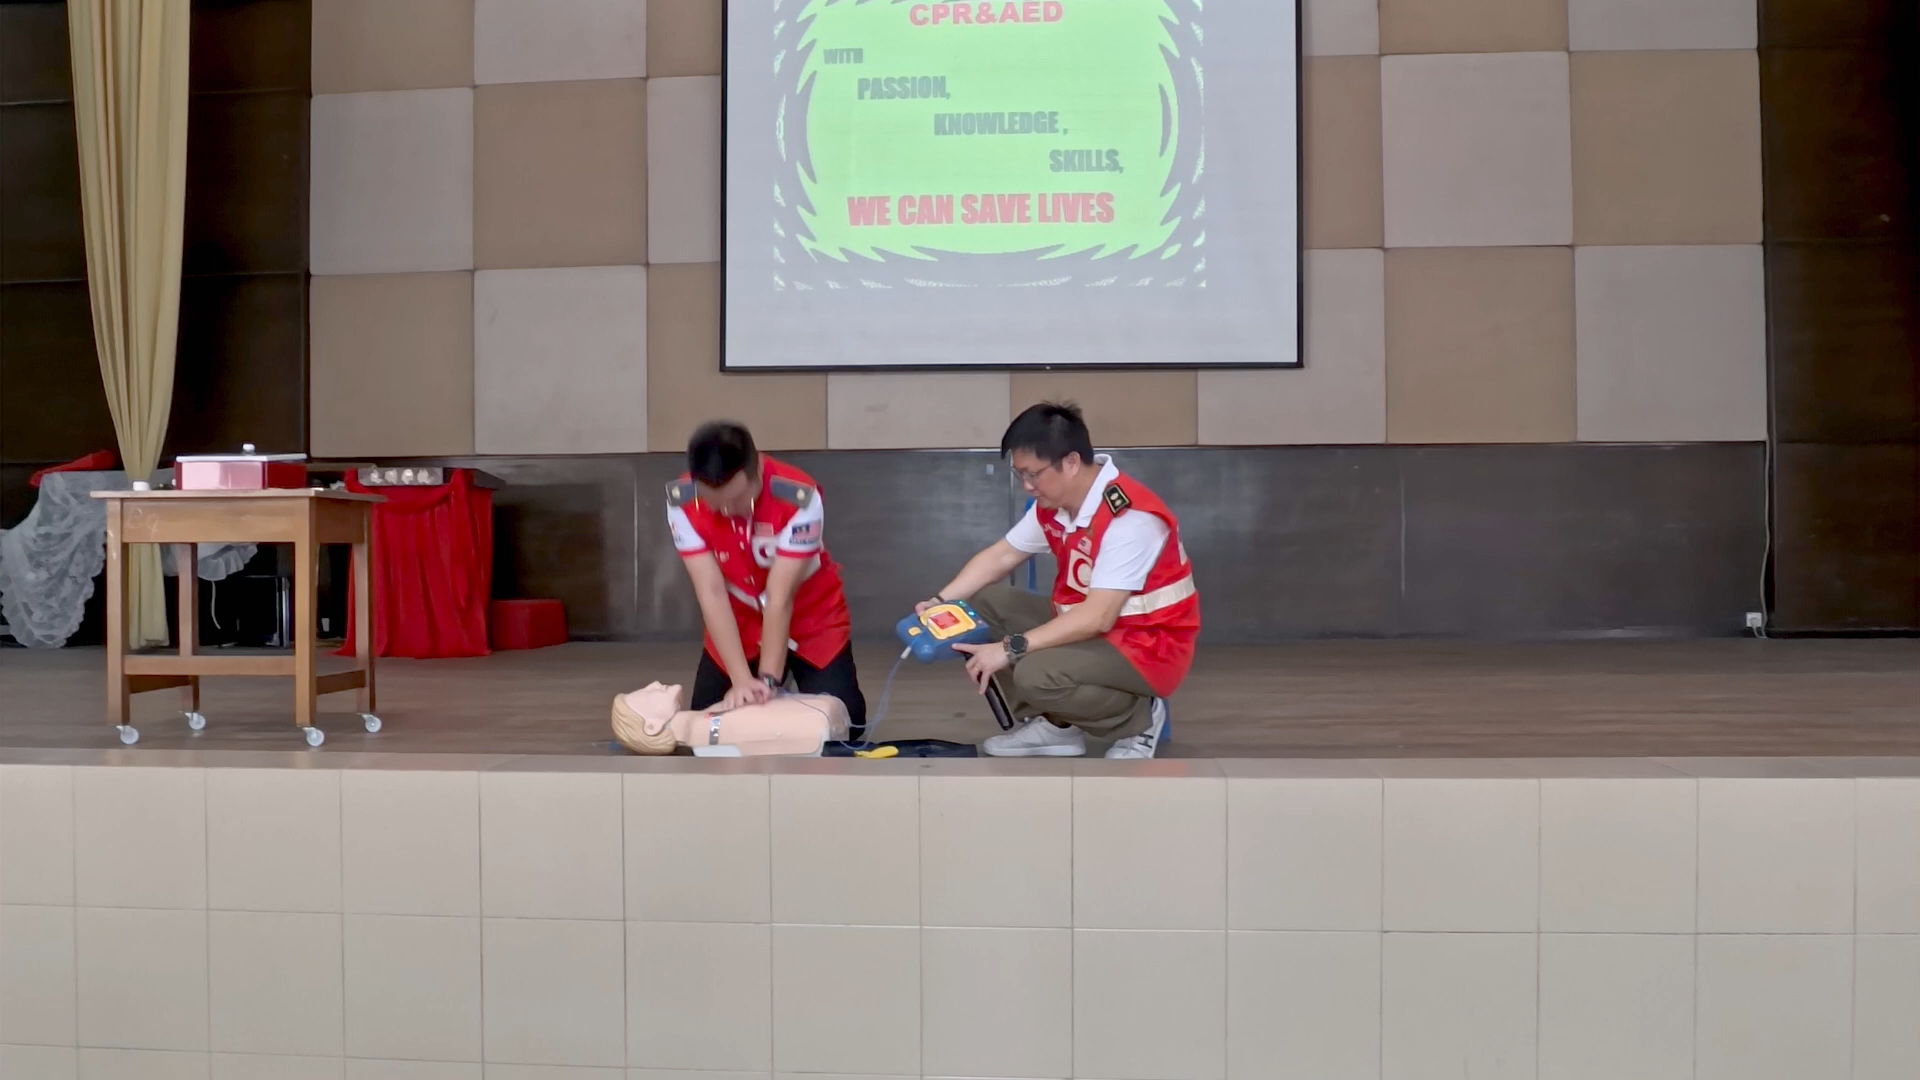 CPR&AED
WITH
PASSION,
KNOWLEDGE,
SKILLS,
WE CAN SAVE LIVES